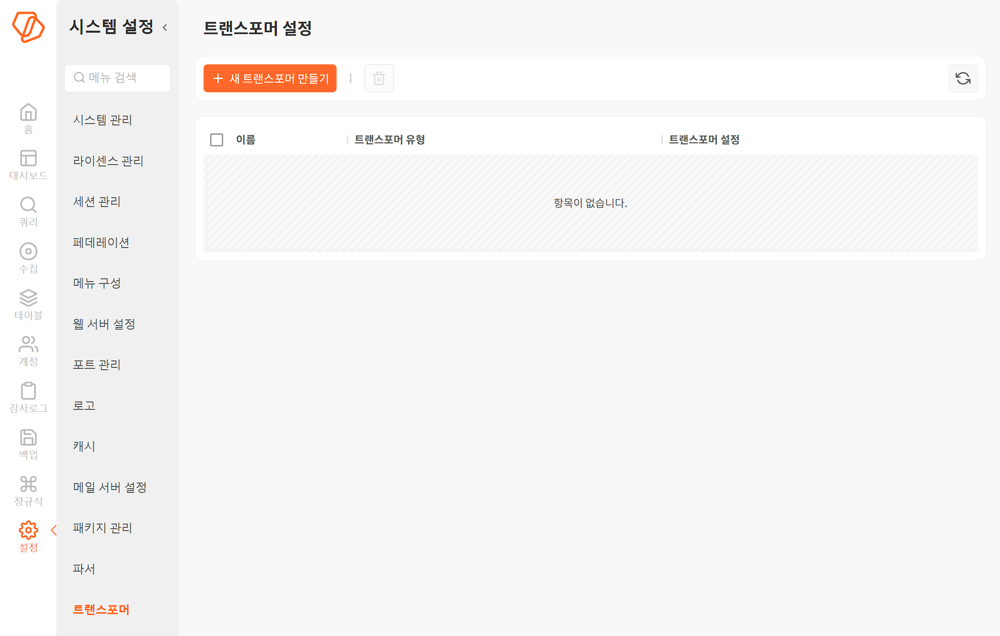 홈
대시보드
쿼리
수집
테이블
계정
감사로그
백업
정규식
설정
시스템 설정
메뉴 검색
시스템 관리
라이센스 관리
세션 관리
페데레이션
메뉴 구성
웹 서버 설정
포트 관리
로고
캐시
메일 서버 설정
패키지 관리
파서
트랜스포머
트랜스포머 설정
새 트랜스포머 만들기
이름 트랜스포머 유형 트랜스포머 설정
항목이 없습니다.